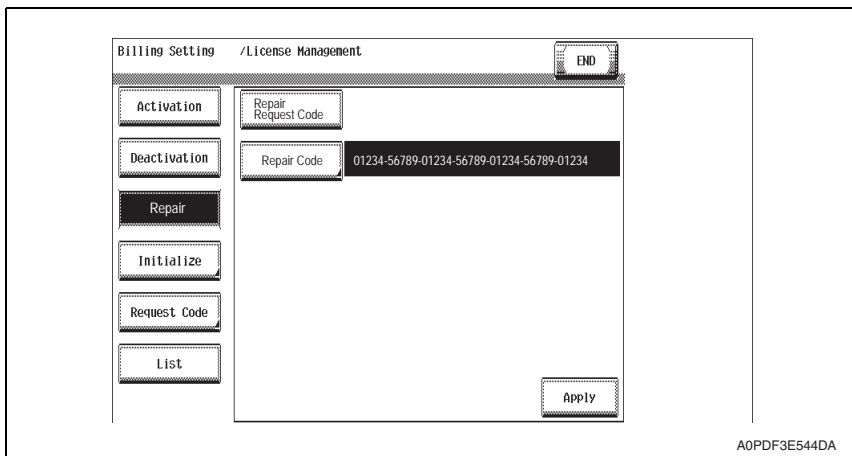 Billing Setting /License Management
END
Activation
Deactivation
Repair
Initialize
Request Code
List
Repair
Request Code
Repair Code
01234-56789-01234-56789-01234-56789-01234
Apply
A0PDF3E544DA